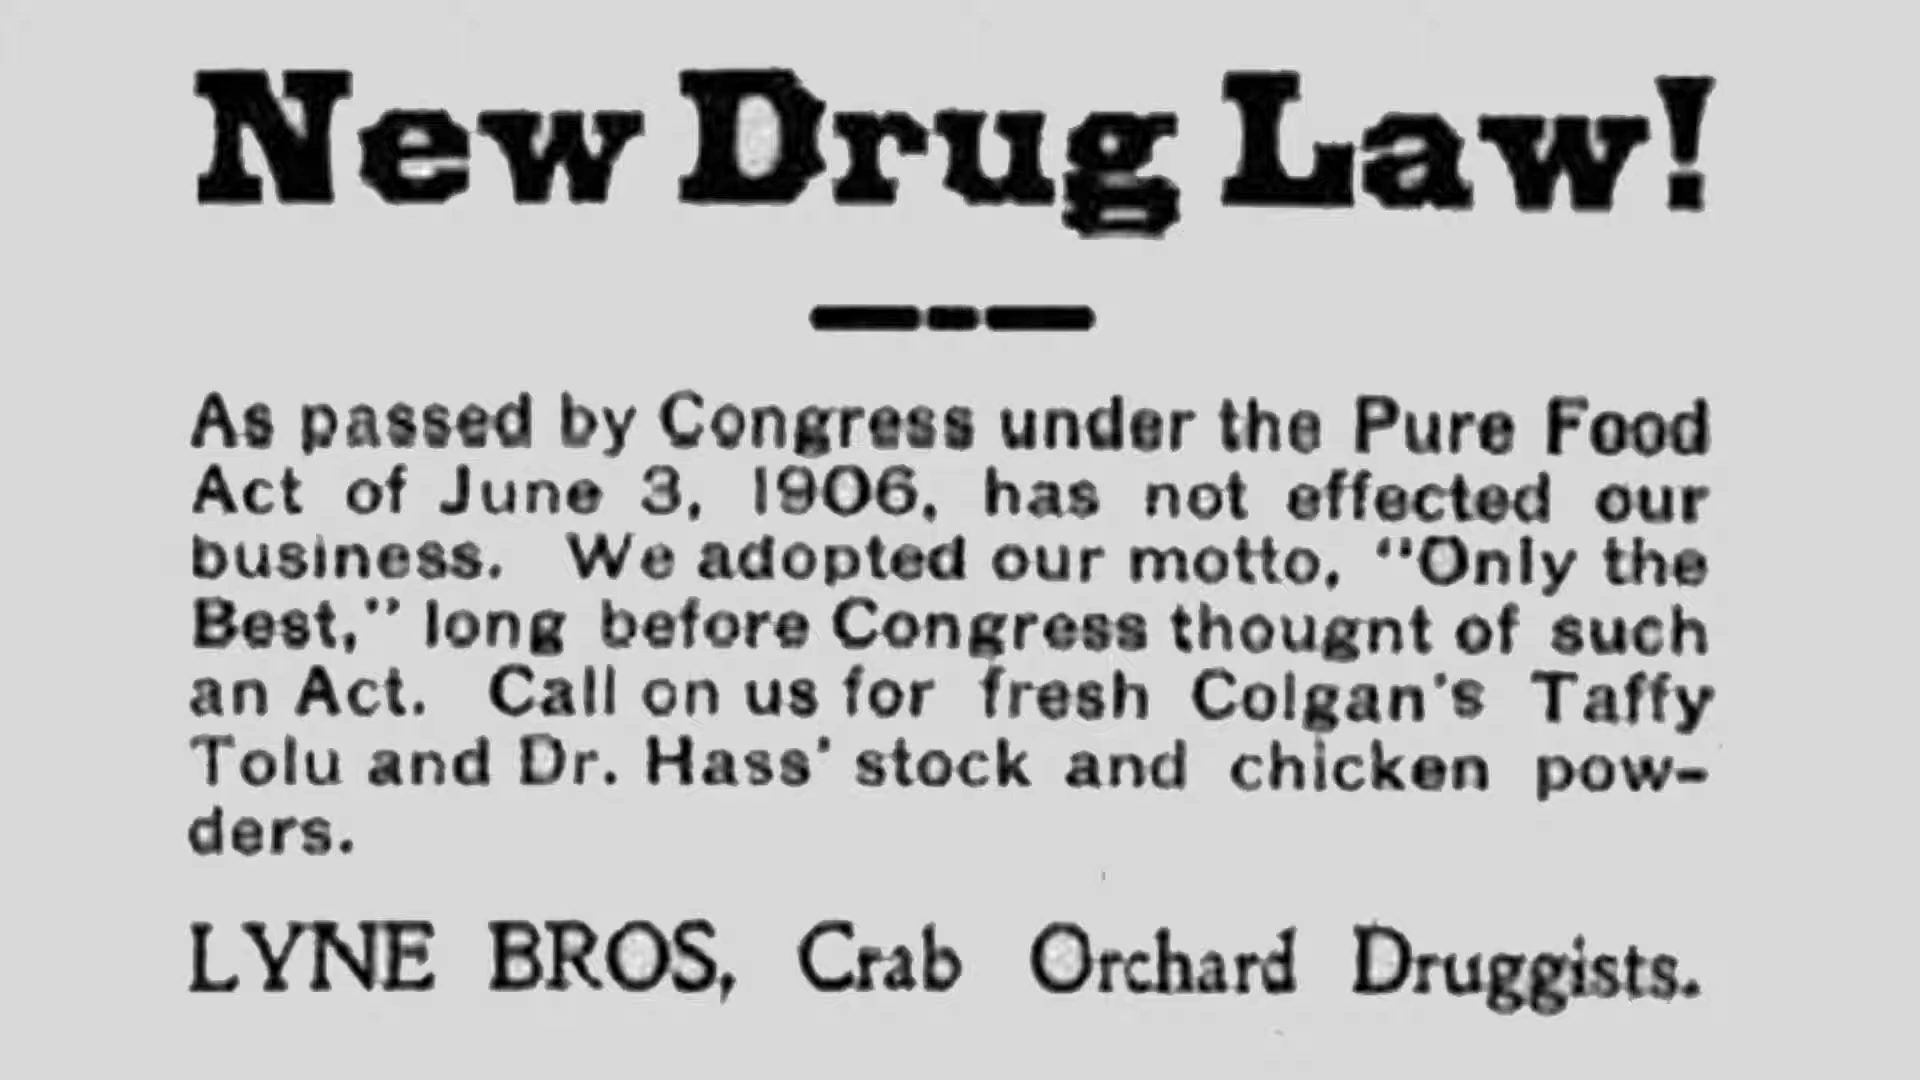 New Drug Law!
As passed by Congress under the Pure Food
Act of June 3, 1906, has not effected our
business. We adopted our motto, "Only the
Best," long before Congress thougnt of such
an Act. Call on us for fresh Colgan's Taffy
Tolu and Dr. Hass' stock and chicken pow-
ders.
LYNE BROS, Crab Orchard Druggists.